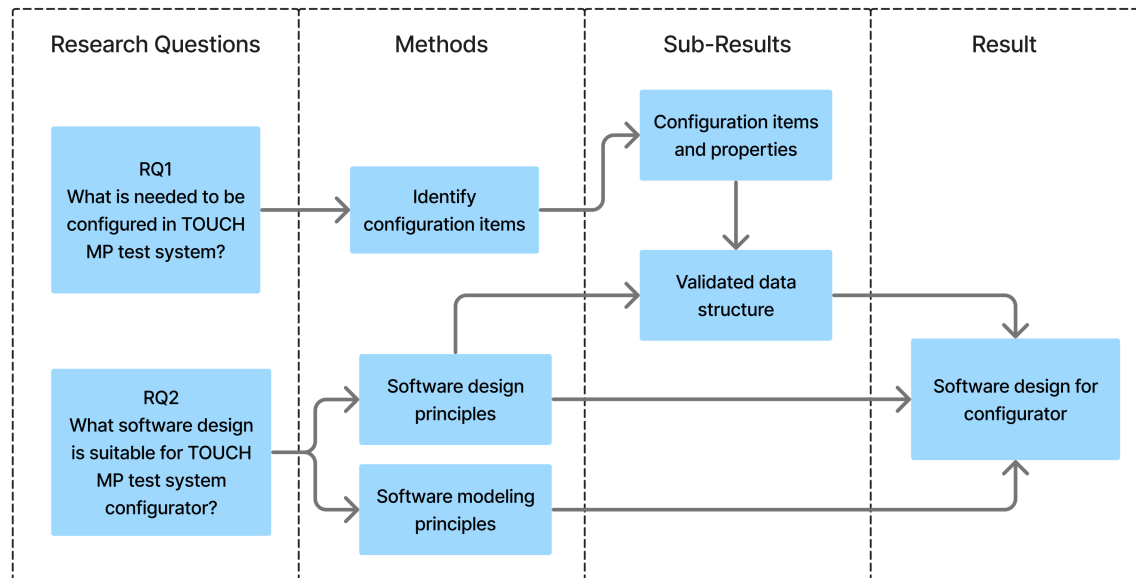 Research Questions
Methods
Sub-Results
Result
RQ1
What is needed to be
configured in TOUCH
MP test system?
Identify
configuration items
Configuration items
and properties
Validated data
structure
RQ2
What software design
is suitable for TOUCH
MP test system
configurator?
Software design
principles
Software modeling
principles
Software design for
configurator